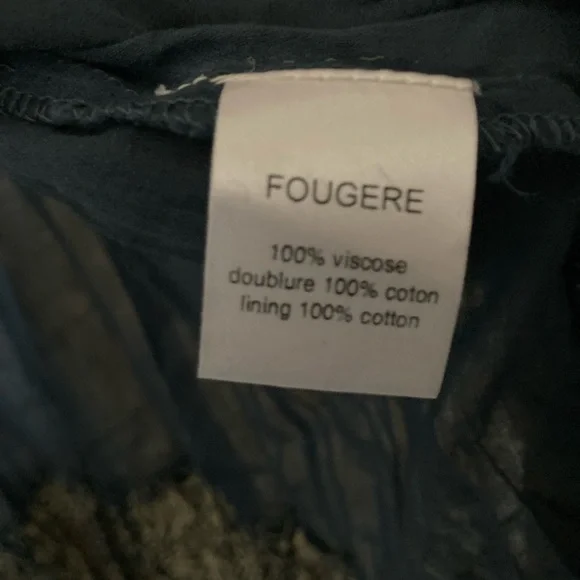 FOUGERE
100% viscose
doublure 100% coton
lining 100% cotton